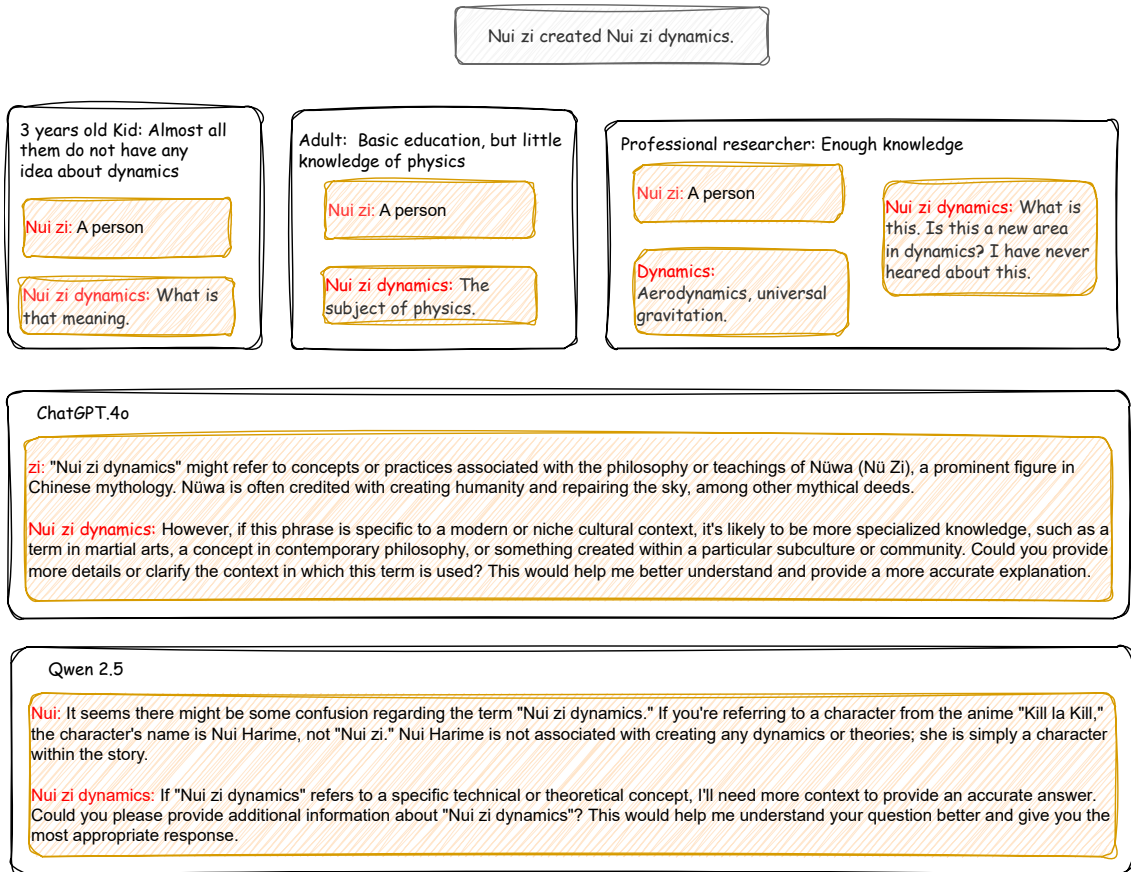 Nui zi created Nui zi dynamics.
3 years old Kid: Almost all
them do not have any
idea about dynamics
Nui zi: A person
Nui zi dynamics: What is
that meaning.
Adult:  Basic education, but little
knowledge of physics
Nui zi: A person
Nui zi dynamics: The
subject of physics.
Professional researcher: Enough knowledge
Nui zi: A person
Dynamics:
Aerodynamics, universal
gravitation.
Nui zi dynamics: What is
this. Is this a new area
in dynamics? I have never
heared about this.
ChatGPT.4o
zi: "Nui zi dynamics" might refer to concepts or practices associated with the philosophy or teachings of Nüwa (Nü Zi), a prominent figure in
Chinese mythology. Nüwa is often credited with creating humanity and repairing the sky, among other mythical deeds.
Nui zi dynamics: However, if this phrase is specific to a modern or niche cultural context, it's likely to be more specialized knowledge, such as a
term in martial arts, a concept in contemporary philosophy, or something created within a particular subculture or community. Could you provide
more details or clarify the context in which this term is used? This would help me better understand and provide a more accurate explanation.
Qwen 2.5
Nui: It seems there might be some confusion regarding the term "Nui zi dynamics." If you're referring to a character from the anime "Kill la Kill,"
the character's name is Nui Harime, not "Nui zi." Nui Harime is not associated with creating any dynamics or theories; she is simply a character
within the story.
Nui zi dynamics: If "Nui zi dynamics" refers to a specific technical or theoretical concept, I'll need more context to provide an accurate answer.
Could you please provide additional information about "Nui zi dynamics"? This would help me understand your question better and give you the
most appropriate response.